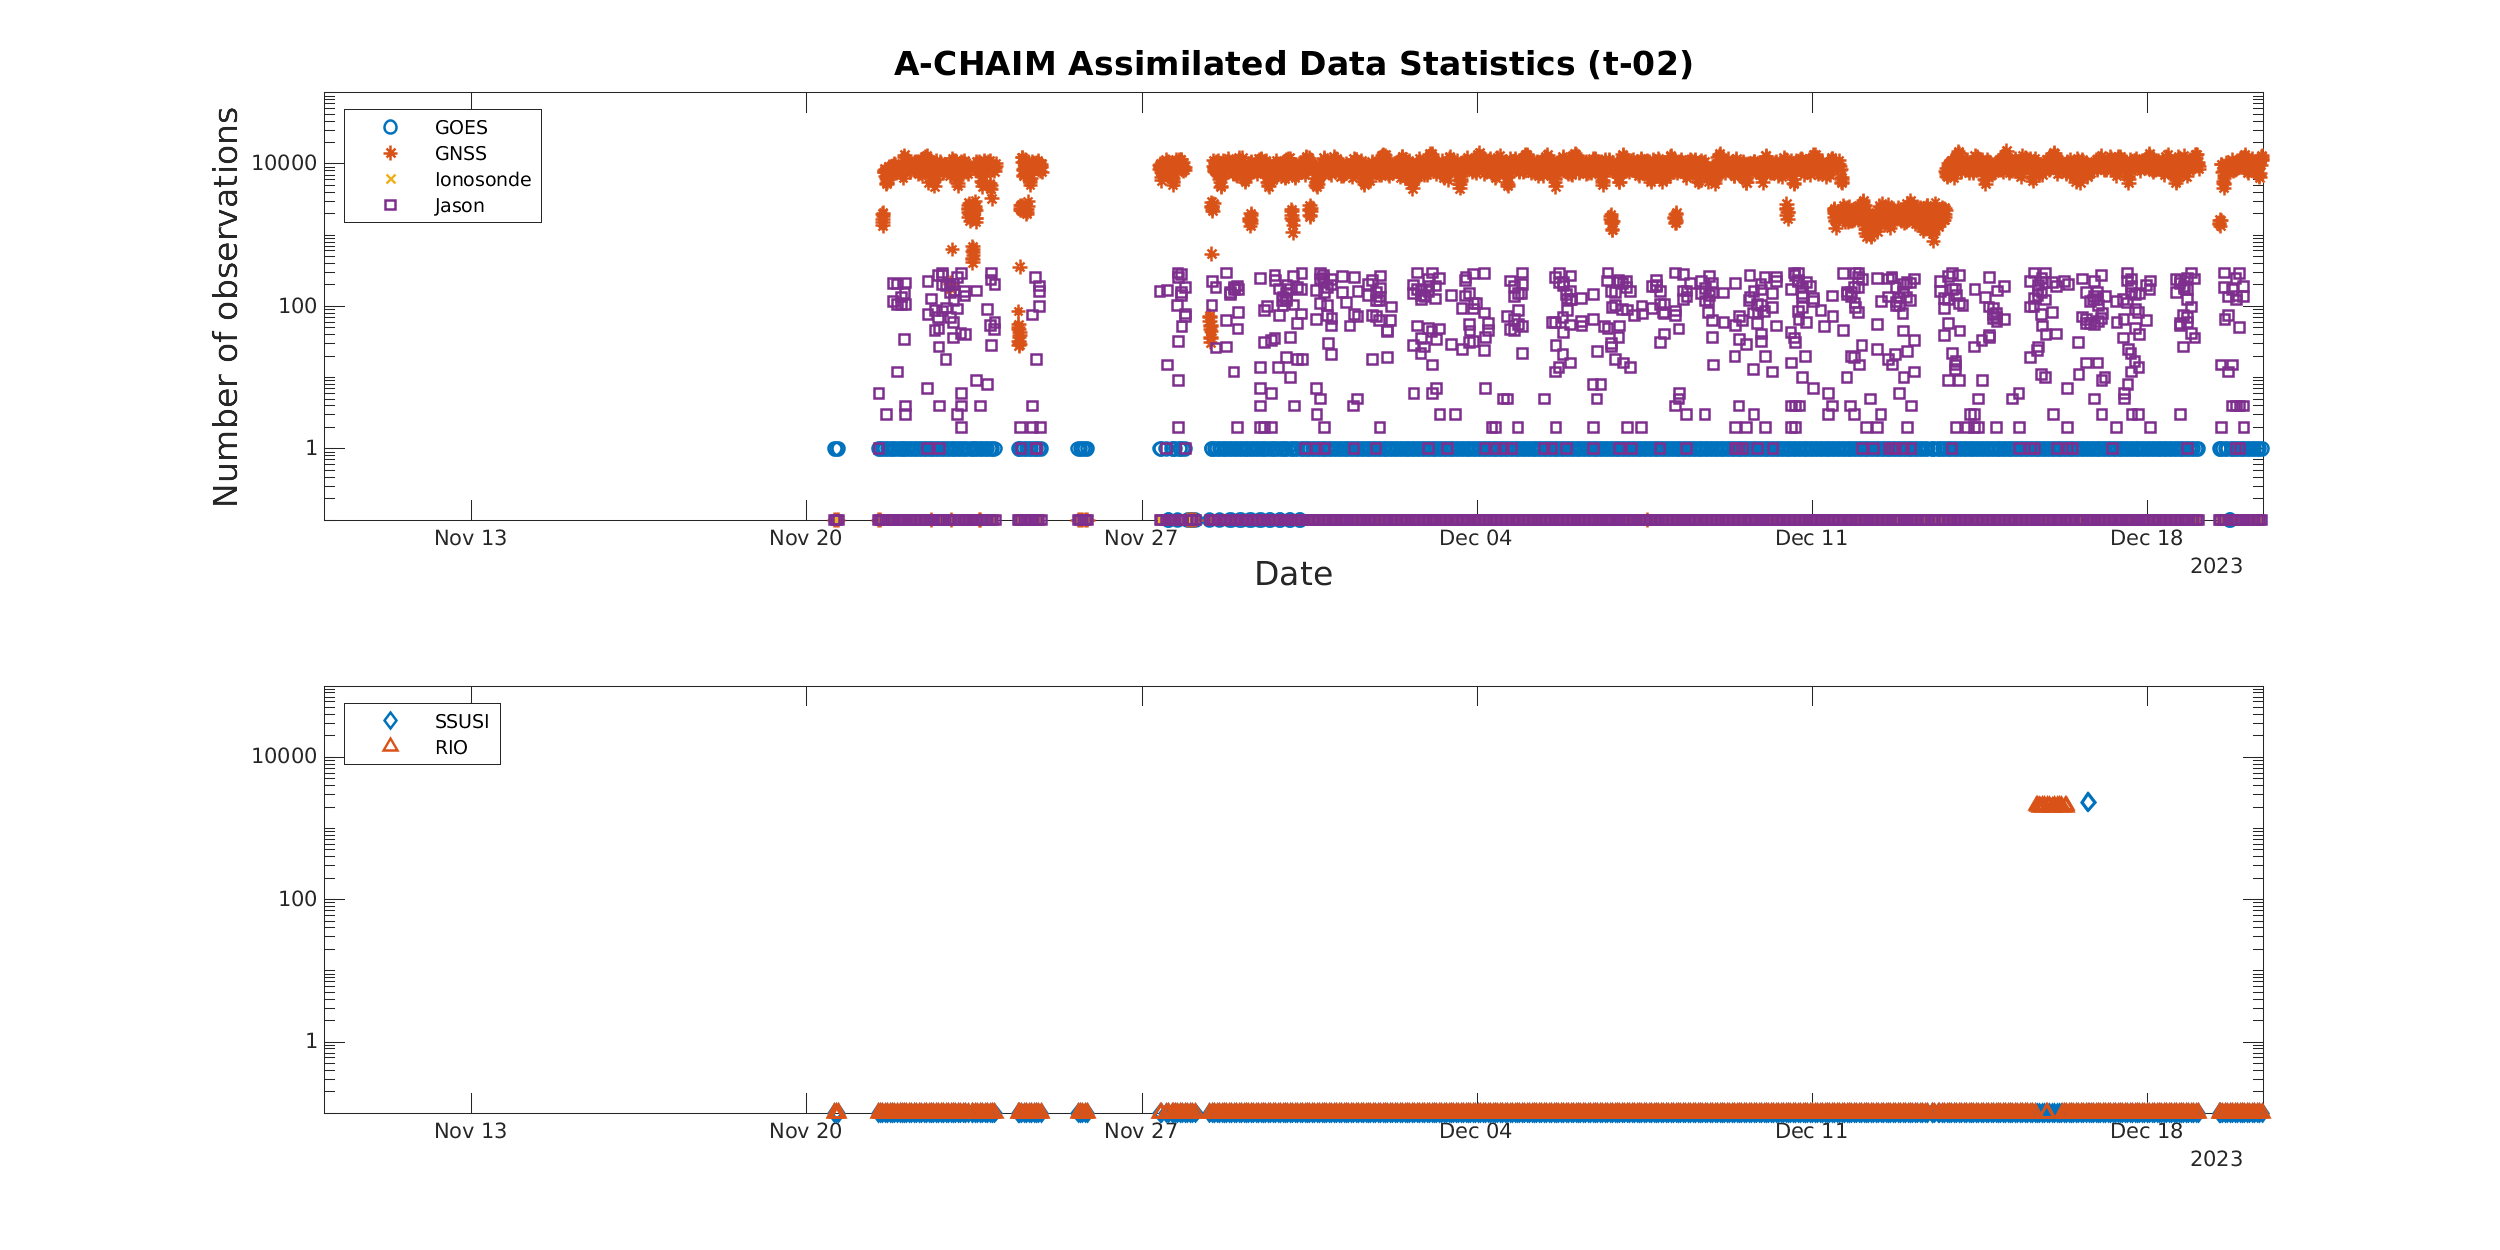 A-CHAIM Assimilated Data Statistics (t-02)
Number of observations
10000
100
1
GOES
GNSS
Ionosonde
Jason
Nov 13 Nov 20 Nov 27 Dec 04 Dec 11 Dec 18
2023
Date
10000
100
1
SSUSI
RIO
Nov 13 Nov 20 Nov 27 Dec 04 Dec 11 Dec 18
2023